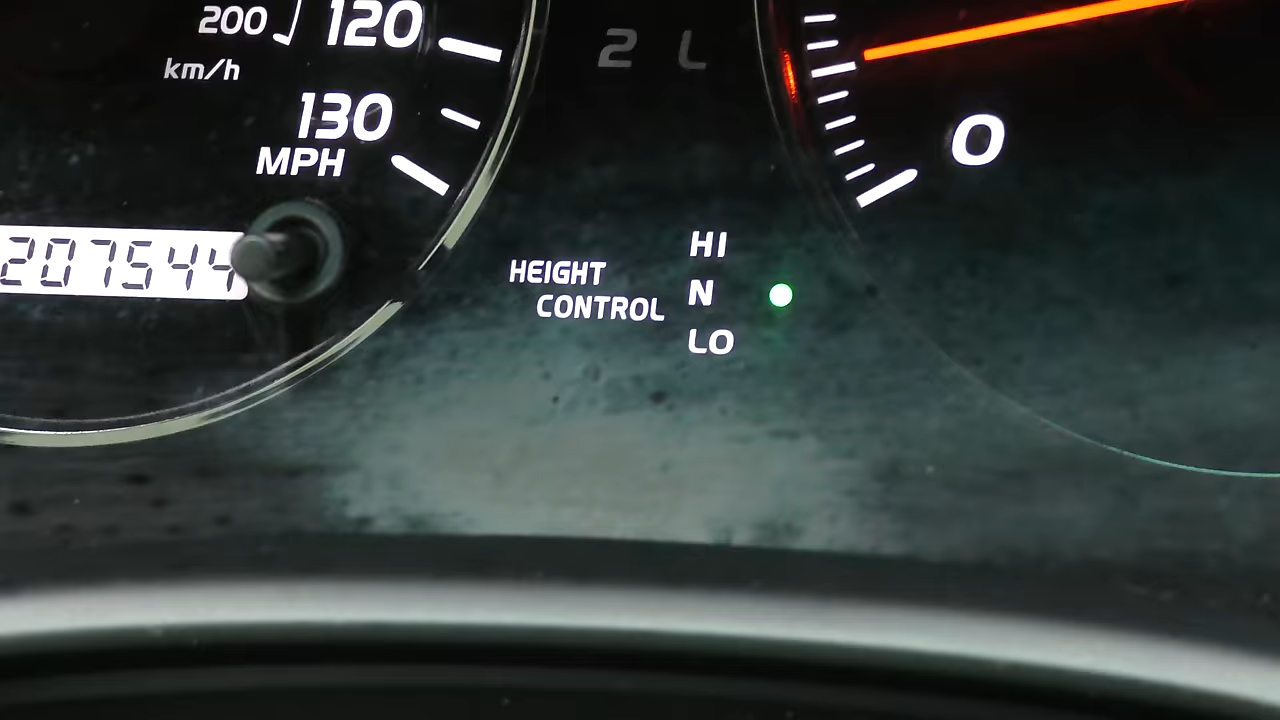 200
120
km/h
130
MPH
207544
2 L
0
HEIGHT
CONTROL
HI
N
LO